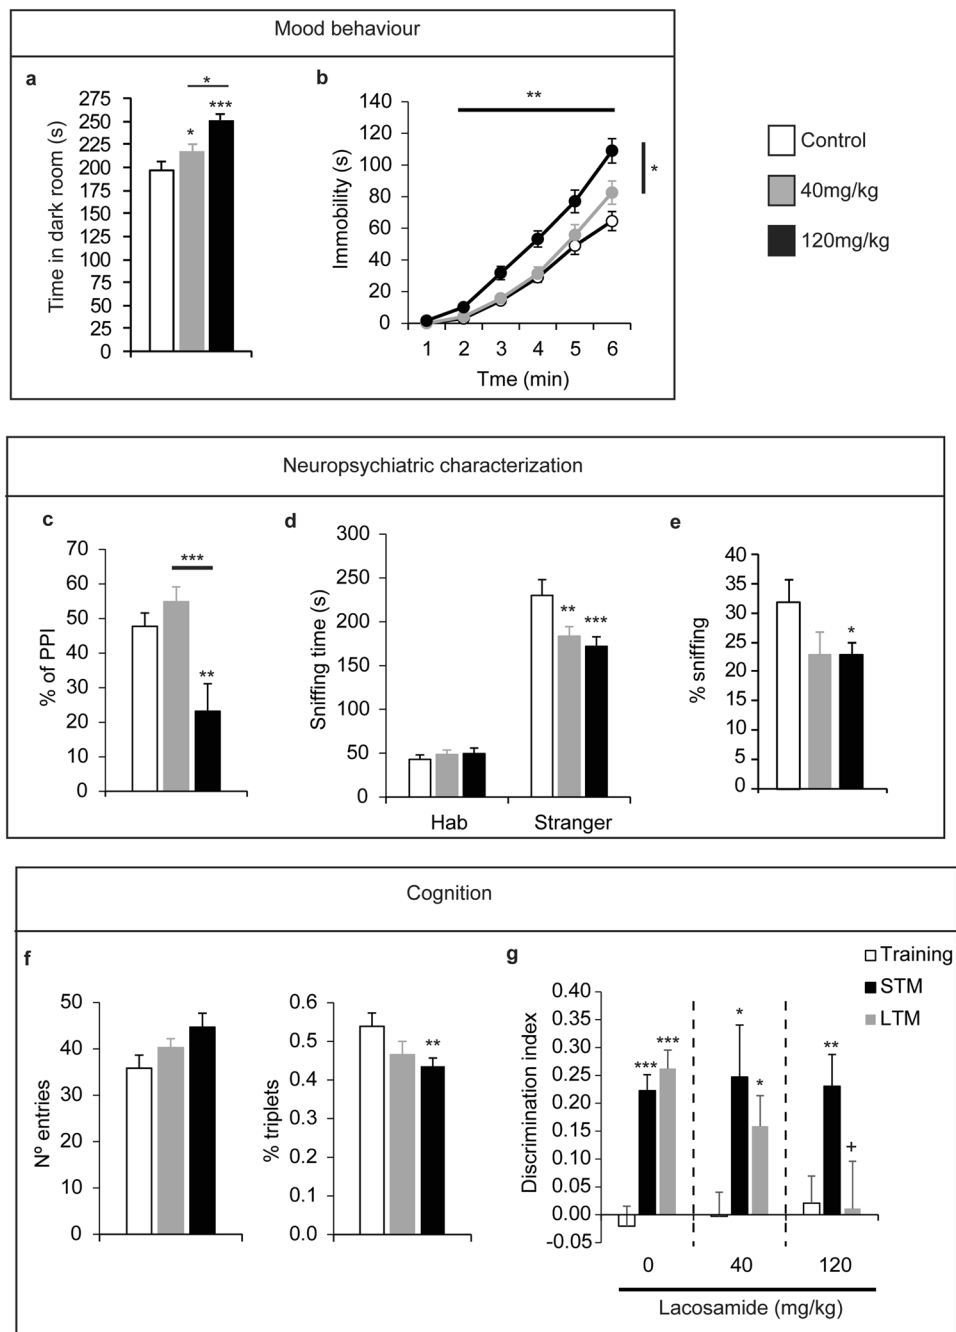 Mood behaviour
a
Time in dark room (s)
275
250
225
200
175
150
125
100
75
50
25
0
*
***
*
b
Immobility (s)
140
120
100
80
60
40
20
0
**
*
1 2 3 4 5 6
Tme (min)
Control
40mg/kg
120mg/kg
Neuropsychiatric characterization
c
% of PPI
70
60
50
40
30
20
10
0
***
**
d
Sniffing time (s)
300
250
200
150
100
50
0
**
***
Hab Stranger
e
% sniffing
40
35
30
25
20
15
10
5
0
*
Cognition
f
Nº entries
50
40
30
20
10
0
% triplets
0.6
0.5
0.4
0.3
0.2
0.1
0.0
**
g
Training
STM
LTM
Discrimination index
0.40
0.35
0.30
0.25
0.20
0.15
0.10
0.05
0.00
-0.05
*** ***
* *
** +
0 40 120
Lacosamide (mg/kg)